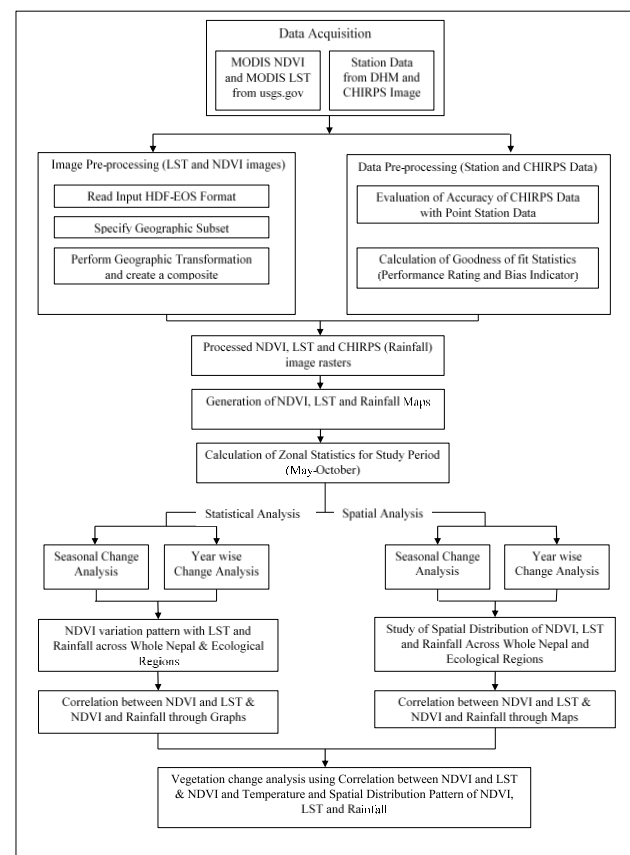 Data Acquisition
MODIS NDVI
and MODIS LST
from usgs.gov
Station Data
from DHM and
CHIRPS Image
Image Pre-processing (LST and NDVI images)
Read Input HDF-EOS Format
Specify Geographic Subset
Perform Geographic Transformation
and create a composite
Data Pre-processing (Station and CHIRPS Data)
Evaluation of Accuracy of CHIRPS Data
with Point Station Data
Calculation of Goodness of fit Statistics
(Performance Rating and Bias Indicator)
Processed NDVI, LST and CHIRPS (Rainfall)
image rasters
Generation of NDVI, LST and Rainfall Maps
Calculation of Zonal Statistics for Study Period
(May-October)
Statistical Analysis
Spatial Analysis
Seasonal Change
Analysis
Year wise
Change Analysis
Seasonal Change
Analysis
Year wise
Change Analysis
NDVI variation pattern with LST and
Rainfall across Whole Nepal & Ecological
Regions
Study of Spatial Distribution of NDVI, LST
and Rainfall Across Whole Nepal and
Ecological Regions
Correlation between NDVI and LST &
NDVI and Rainfall through Graphs
Correlation between NDVI and LST &
NDVI and Rainfall through Maps
Vegetation change analysis using Correlation between NDVI and LST
& NDVI and Temperature and Spatial Distribution Pattern of NDVI,
LST and Rainfall